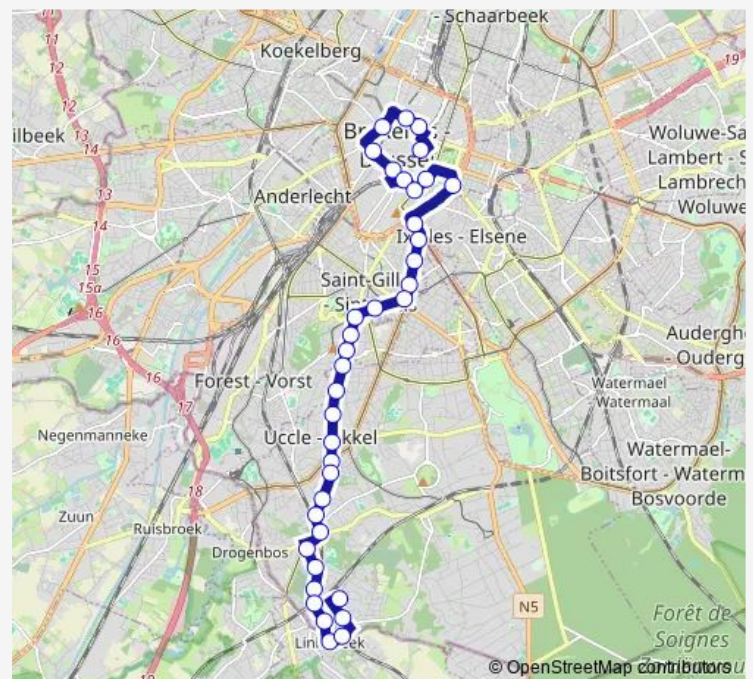 - Schaarbeek
Koekelberg
19
11
12
12
13
14
14
13
14
15
15a
16
16
16
17
18
19
ilbeek
Woluwe-Sa
Lambert - S
Lambrech
Woluwe
Anderlecht
Ixelles - Elsene
Saint-Gill
Auderghe
- Ouderg
Forest - Vorst
Watermael
Watermaal
Negenmanneke
Watermael-
Boitsfort - Waterm
Bosvoorde
Zuun
Ruisbroek
Drogenbos
N5
Forêt de
Soignes
© OpenStreetMap contributors